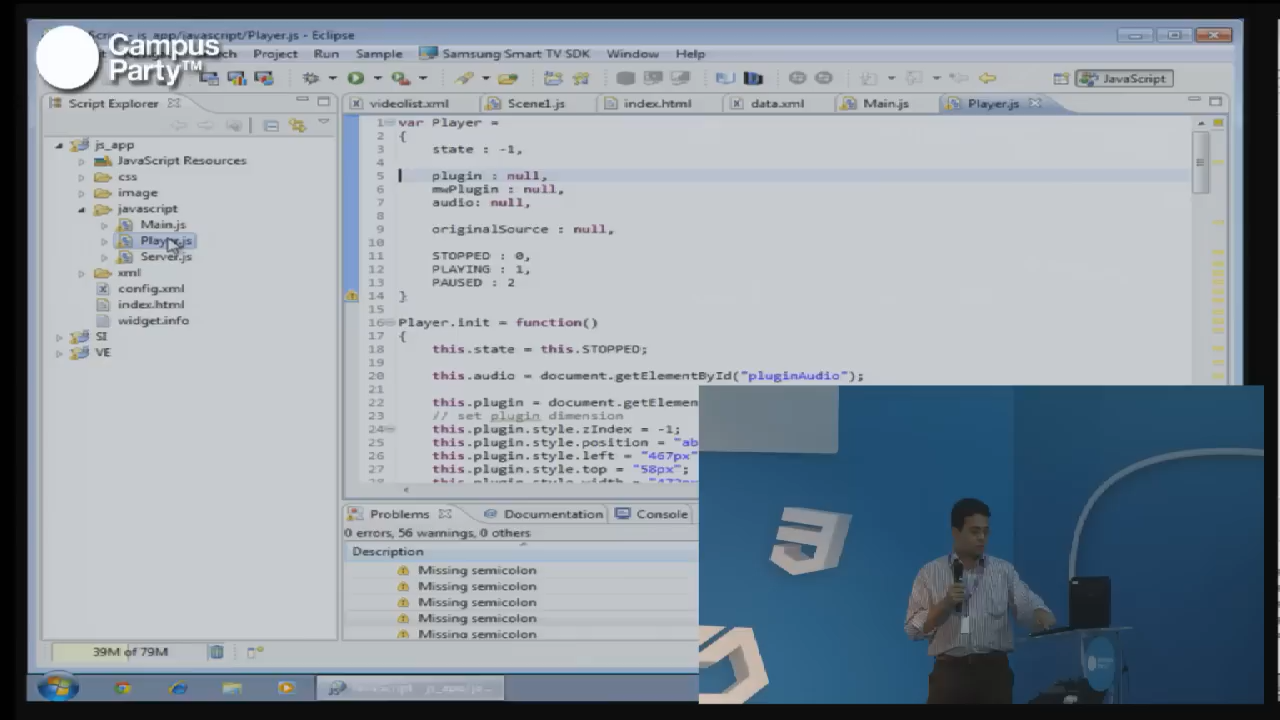 Campus
Party™
js_app/javascript/Player.js - Eclipse
Project Run Sample Samsung Smart TV SDK Window Help
JavaScript
Script Explorer
videolist.xml Scene1.js index.html data.xml Main.js Player.js
js_app
JavaScript Resources
css
image
javascript
Main.js
Player.js
Server.js
xml
config.xml
index.html
widget.info
SI
VE
1 var Player =
2 {
3 state : -1,
4
5 plugin : null,
6 mwPlugin : null,
7 audio: null,
8
9 originalSource : null,
10
11 STOPPED : 0,
12 PLAYING : 1,
13 PAUSED : 2
14 }
15
16 Player.init = function()
17 {
18 this.state = this.STOPPED;
19
20 this.audio = document.getElementById("pluginAudio");
21
22 this.plugin = document.getElemen
23 // set plugin dimension
24 this.plugin.style.zIndex = -1;
25 this.plugin.style.position = "ab
26 this.plugin.style.left = "467px"
27 this.plugin.style.top = "58px";
Problems Documentation Console
0 errors, 56 warnings, 0 others
Description
Missing semicolon
Missing semicolon
Missing semicolon
Missing semicolon
Missing semicolon
39M of 79M